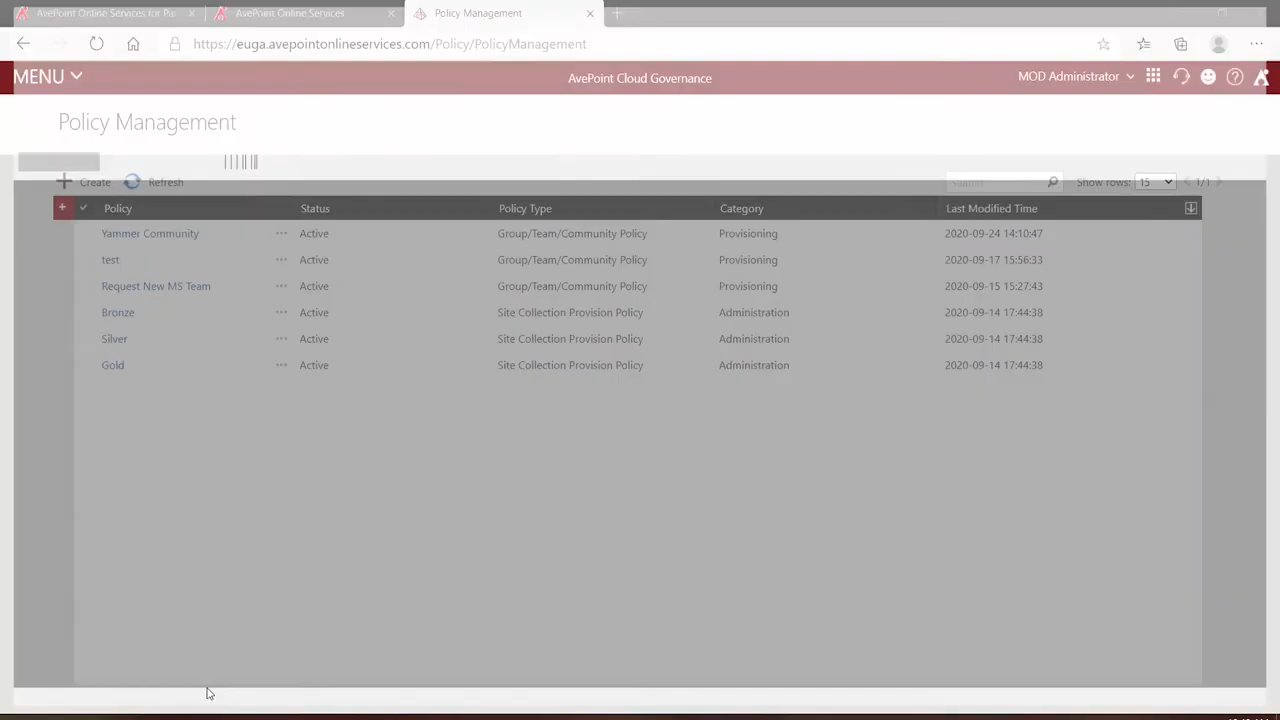 AvePoint Online Services for Pa
AvePoint Online Services
Policy Management
https://euga.avepointonlineservices.com/Policy/PolicyManagement
MENU
AvePoint Cloud Governance
MOD Administrator
Policy Management
Create Refresh Search Show rows: 15 1/1
Policy Status Policy Type Category Last Modified Time
Yammer Community ··· Active Group/Team/Community Policy Provisioning 2020-09-24 14:10:47
test ··· Active Group/Team/Community Policy Provisioning 2020-09-17 15:56:33
Request New MS Team ··· Active Group/Team/Community Policy Provisioning 2020-09-15 15:27:43
Bronze ··· Active Site Collection Provision Policy Administration 2020-09-14 17:44:38
Silver ··· Active Site Collection Provision Policy Administration 2020-09-14 17:44:38
Gold ··· Active Site Collection Provision Policy Administration 2020-09-14 17:44:38